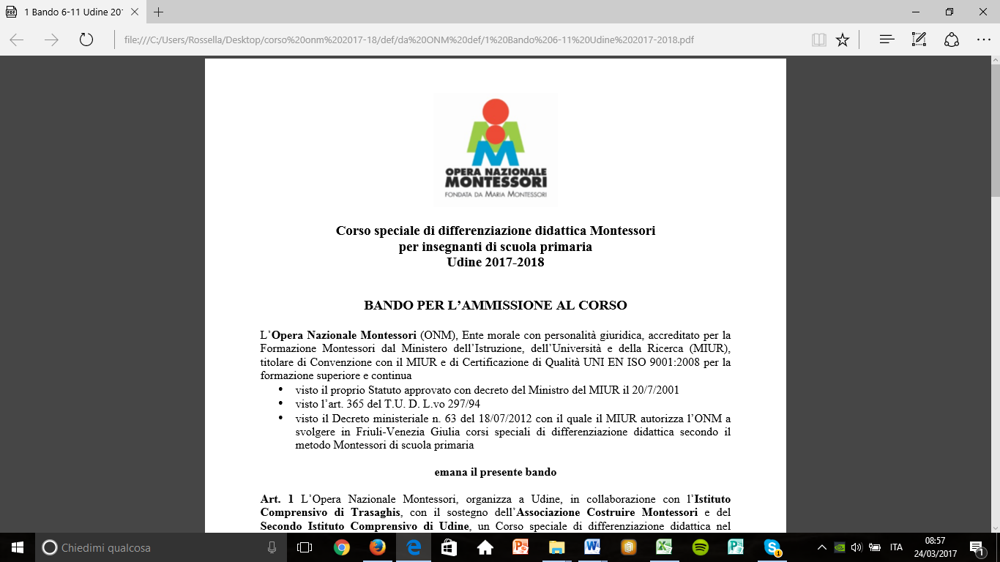 1 Bando 6-11 Udine 201
file:///C:/Users/Rossella/Desktop/corso%20onm%202017-18/def/da%20ONM%20def/1%20Bando%206-11%20Udine%202017-2018.pdf
OPERA NAZIONALE
MONTESSORI
FONDATA DA MARIA MONTESSORI
Corso speciale di differenziazione didattica Montessori
per insegnanti di scuola primaria
Udine 2017-2018
BANDO PER L’AMMISSIONE AL CORSO
L’Opera Nazionale Montessori (ONM), Ente morale con personalità giuridica, accreditato per la
Formazione Montessori dal Ministero dell’Istruzione, dell’Università e della Ricerca (MIUR),
titolare di Convenzione con il MIUR e di Certificazione di Qualità UNI EN ISO 9001:2008 per la
formazione superiore e continua
• visto il proprio Statuto approvato con decreto del Ministro del MIUR il 20/7/2001
• visto l’art. 365 del T.U. D. L.vo 297/94
• visto il Decreto ministeriale n. 63 del 18/07/2012 con il quale il MIUR autorizza l’ONM a
svolgere in Friuli-Venezia Giulia corsi speciali di differenziazione didattica secondo il
metodo Montessori di scuola primaria
emana il presente bando
Art. 1 L’Opera Nazionale Montessori, organizza a Udine, in collaborazione con l’Istituto
Comprensivo di Trasaghis, con il sostegno dell’Associazione Costruire Montessori e del
Secondo Istituto Comprensivo di Udine, un Corso speciale di differenziazione didattica nel
Chiedimi qualcosa
ITA
08:57
24/03/2017